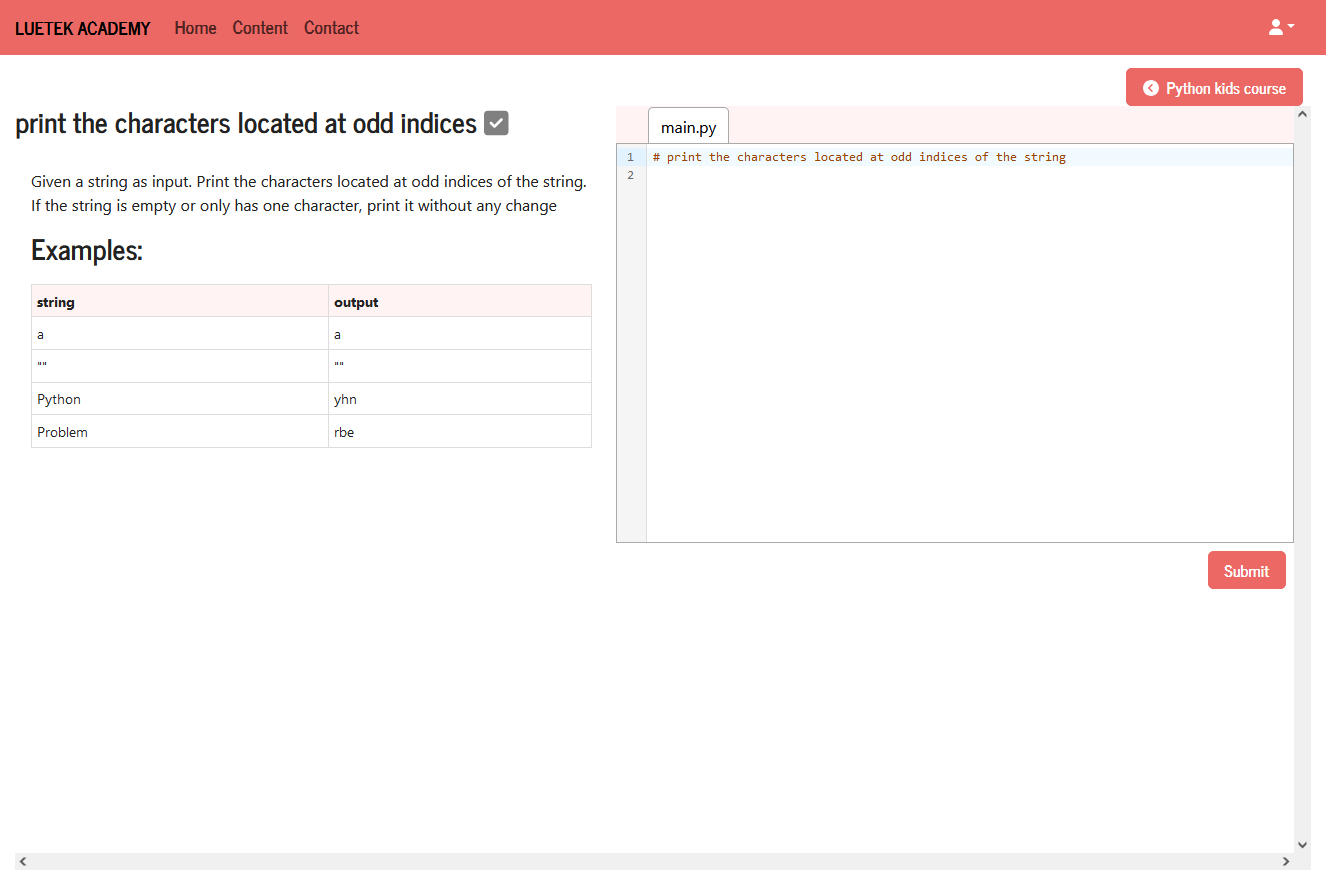 LUETEK ACADEMY Home Content Contact
Python kids course
print the characters located at odd indices
Given a string as input. Print the characters located at odd indices of the string.
If the string is empty or only has one character, print it without any change
Examples:
string output
a a
"" ""
Python yhn
Problem rbe
main.py
1 # print the characters located at odd indices of the string
2
Submit